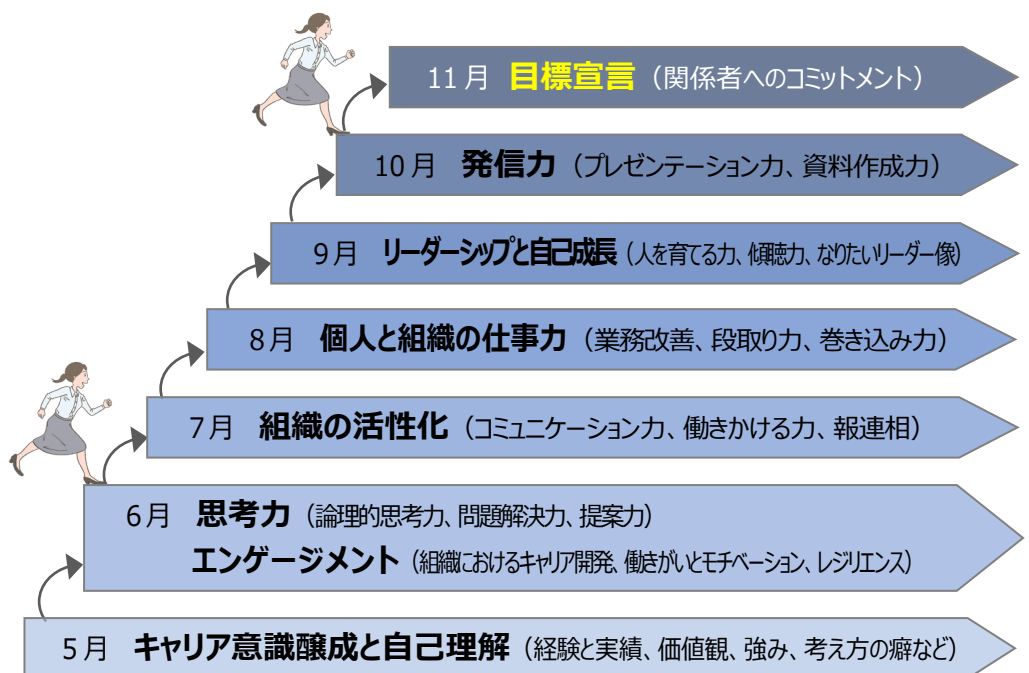 11月 目標宣言（関係者へのコミットメント）
10月 発信力（プレゼンテーション力、資料作成力）
9月 リーダーシップと自己成長（人を育てる力、傾聴力、なりたいリーダー像）
8月 個人と組織の仕事力（業務改善、段取り力、巻き込み力）
7月 組織の活性化（コミュニケーション力、働きかける力、報連相）
6月 思考力（論理的思考力、問題解決力、提案力）
エンゲージメント（組織におけるキャリア開発、働きがいとモチベーション、レジリエンス）
5月 キャリア意識醸成と自己理解（経験と実績、価値観、強み、考え方の癖など）